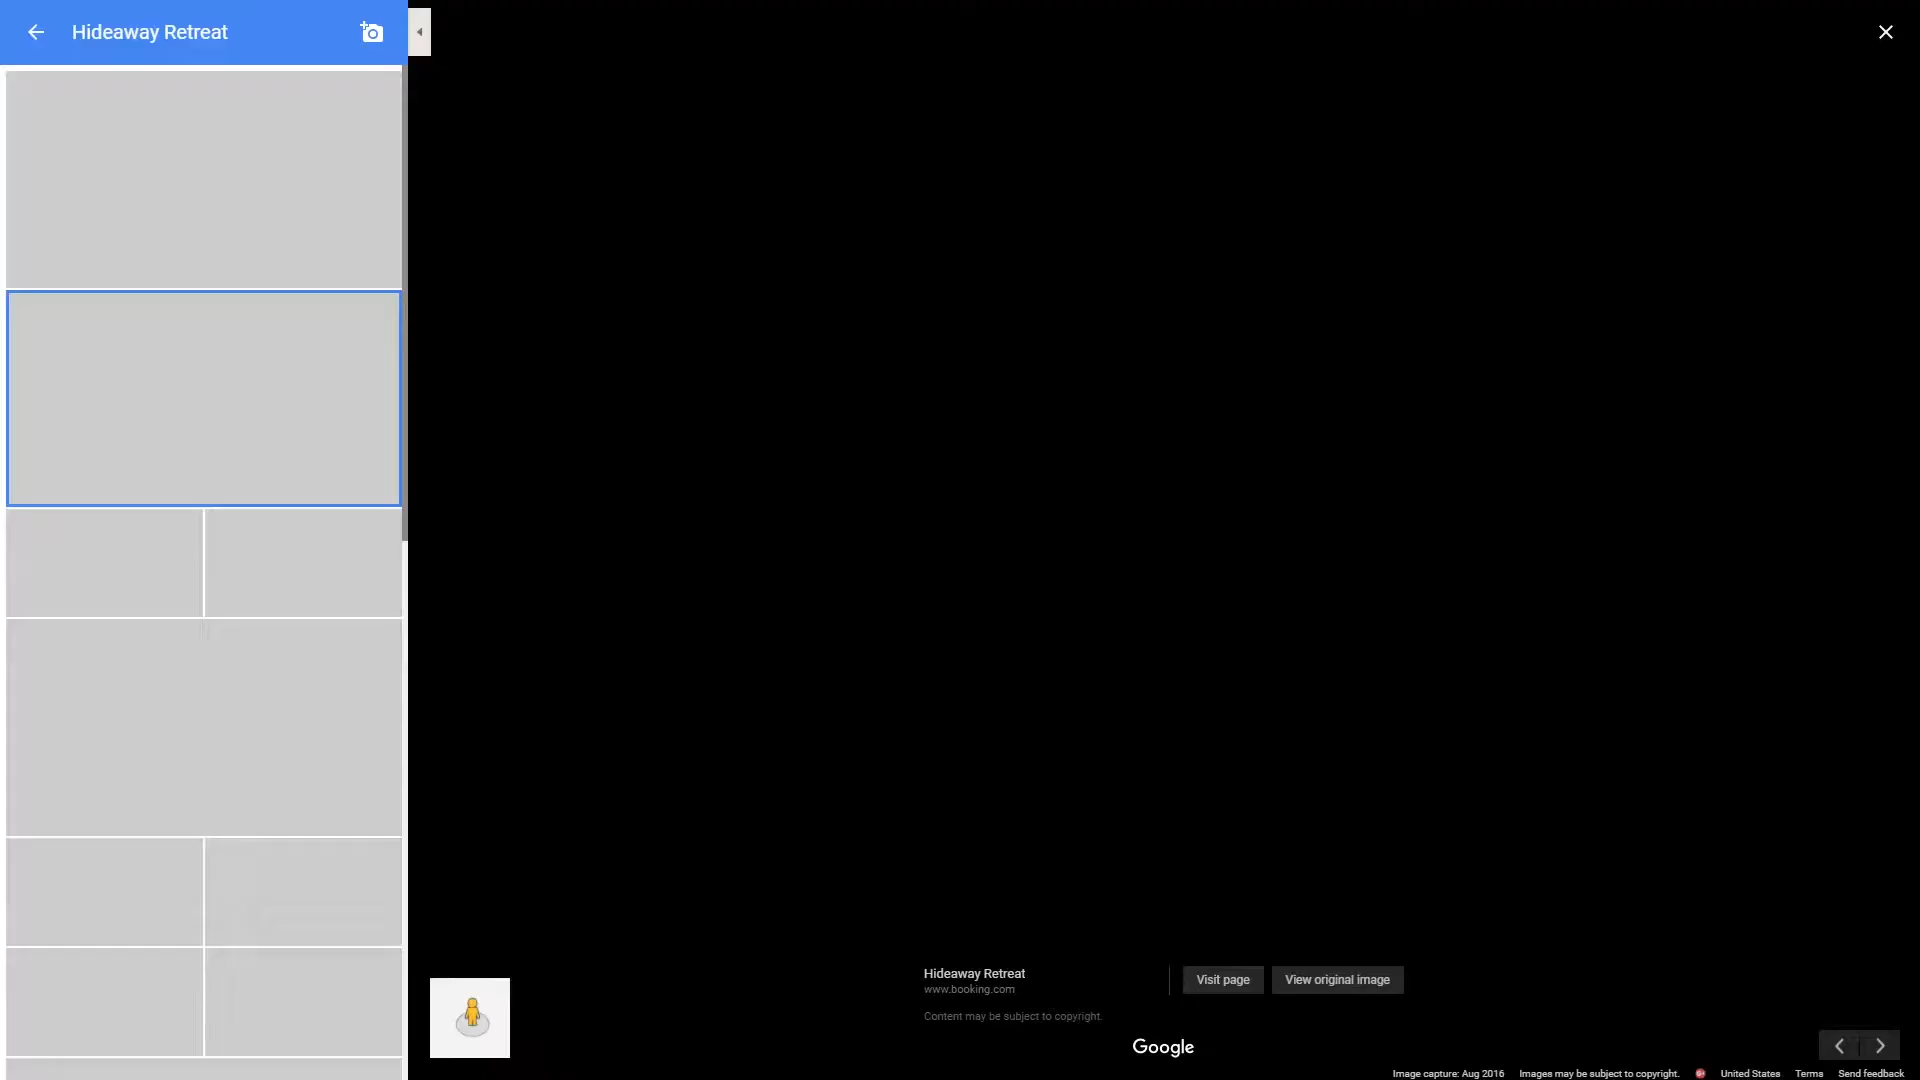 Hideaway Retreat
Hideaway Retreat
www.booking.com
Visit page
View original image
Content may be subject to copyright.
Google
Image capture: Aug 2016
Images may be subject to copyright.
United States
Terms
Send feedback